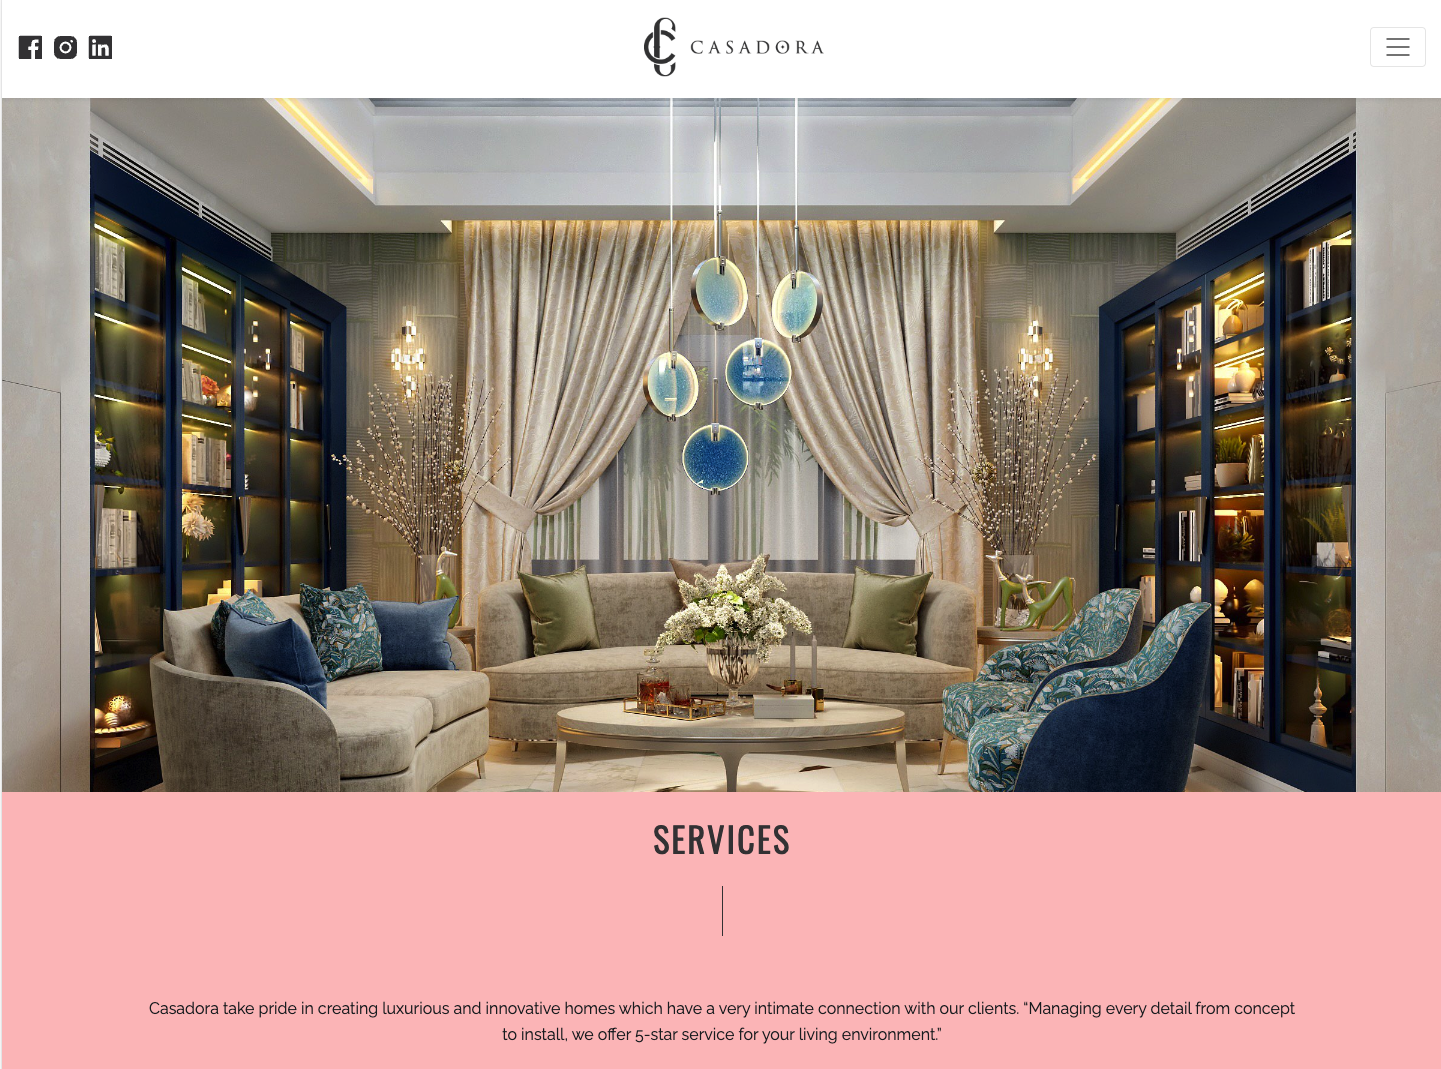 CASADORA
SERVICES
Casadora take pride in creating luxurious and innovative homes which have a very intimate connection with our clients. “Managing every detail from concept
to install, we offer 5-star service for your living environment.”